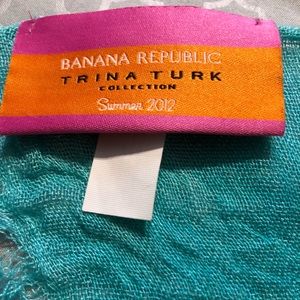 BANANA REPUBLIC
TRINA TURK
COLLECTION
Summer 2012